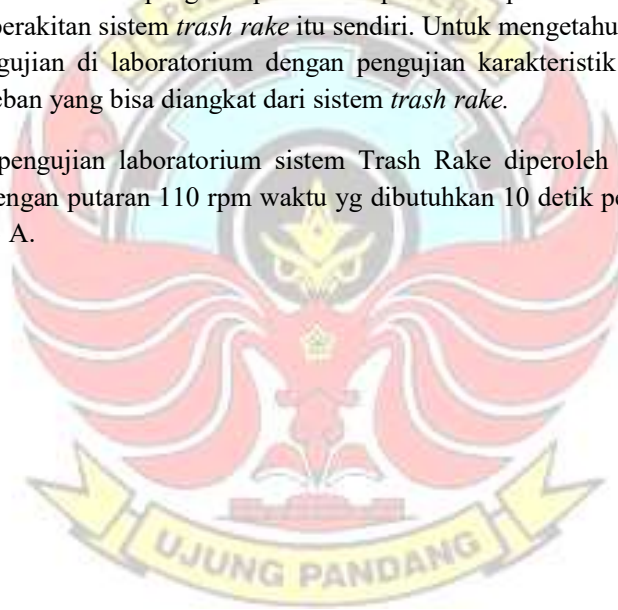 perakitan sistem trash rake itu sendiri. Untuk mengetahu
gujian di laboratorium dengan pengujian karakteristik
eban yang bisa diangkat dari sistem trash rake.
pengujian laboratorium sistem Trash Rake diperoleh
engan putaran 110 rpm waktu yg dibutuhkan 10 detik pe
A.
UJUNG PANDANG